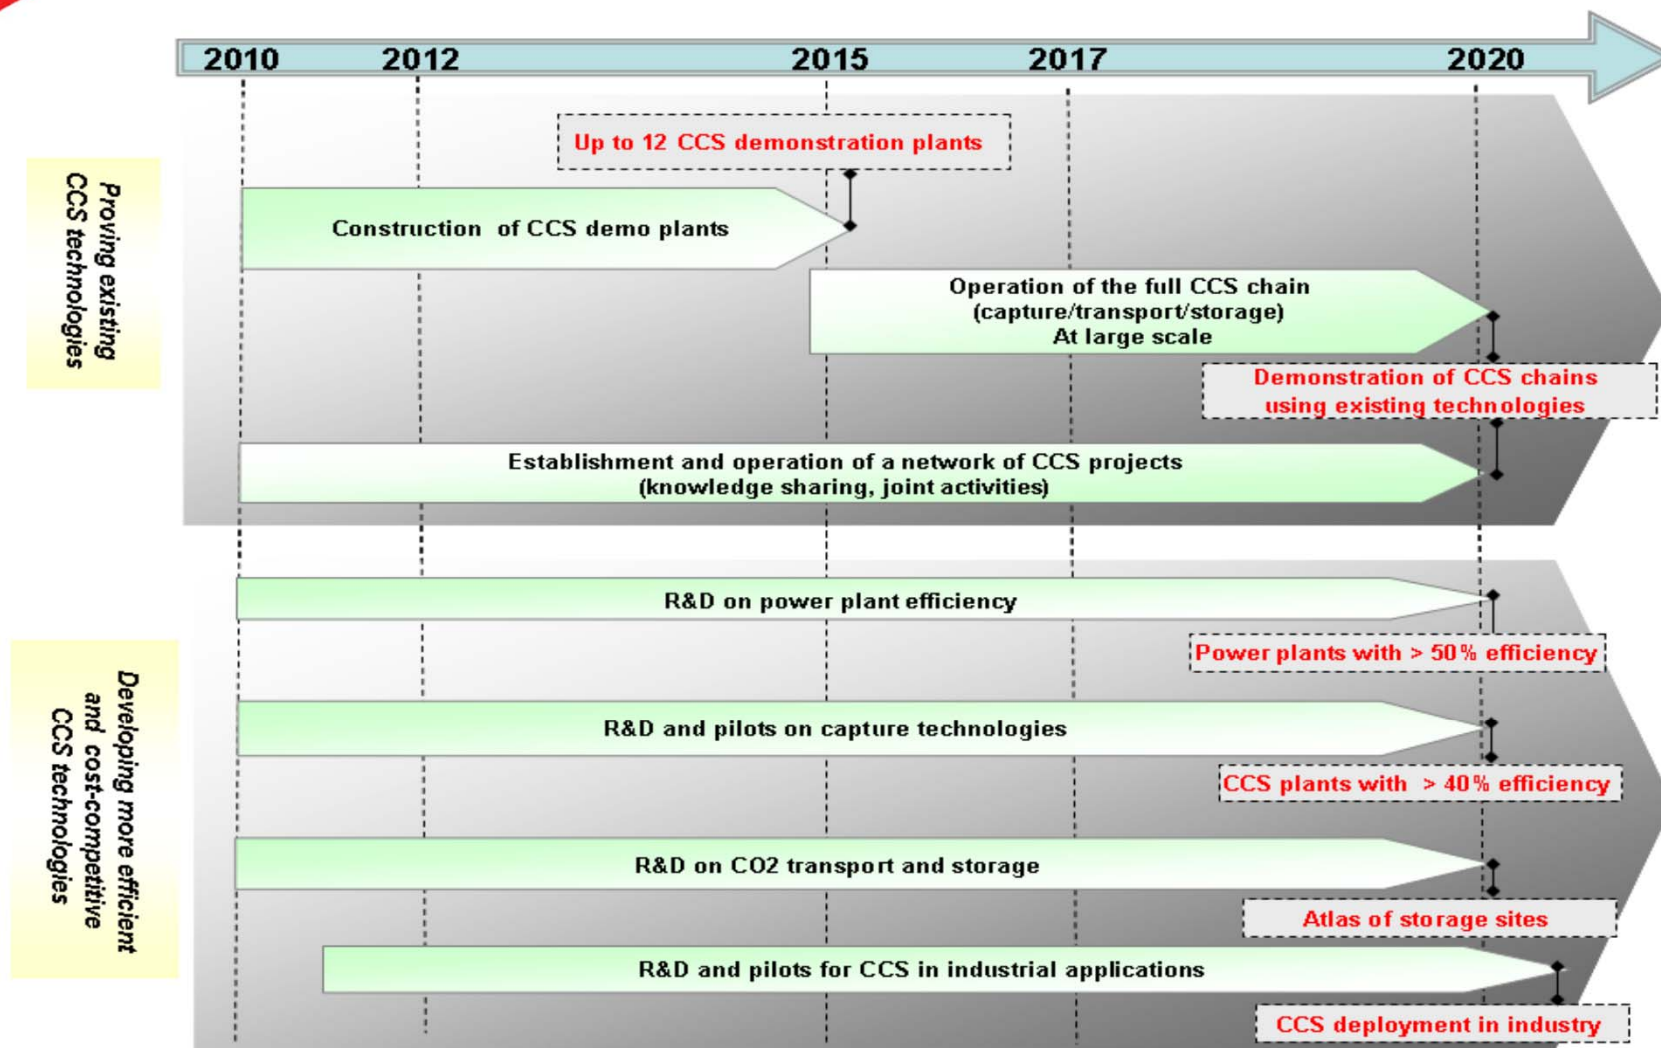 2010 2012 2015 2017 2020
Proving existing
CCS technologies
Up to 12 CCS demonstration plants
Construction of CCS demo plants
Operation of the full CCS chain
(capture/transport/storage)
At large scale
Demonstration of CCS chains
using existing technologies
Establishment and operation of a network of CCS projects
(knowledge sharing, joint activities)
Developing more efficient
and cost-competitive
CCS technologies
R&D on power plant efficiency
Power plants with > 50% efficiency
R&D and pilots on capture technologies
CCS plants with > 40% efficiency
R&D on CO2 transport and storage
Atlas of storage sites
R&D and pilots for CCS in industrial applications
CCS deployment in industry